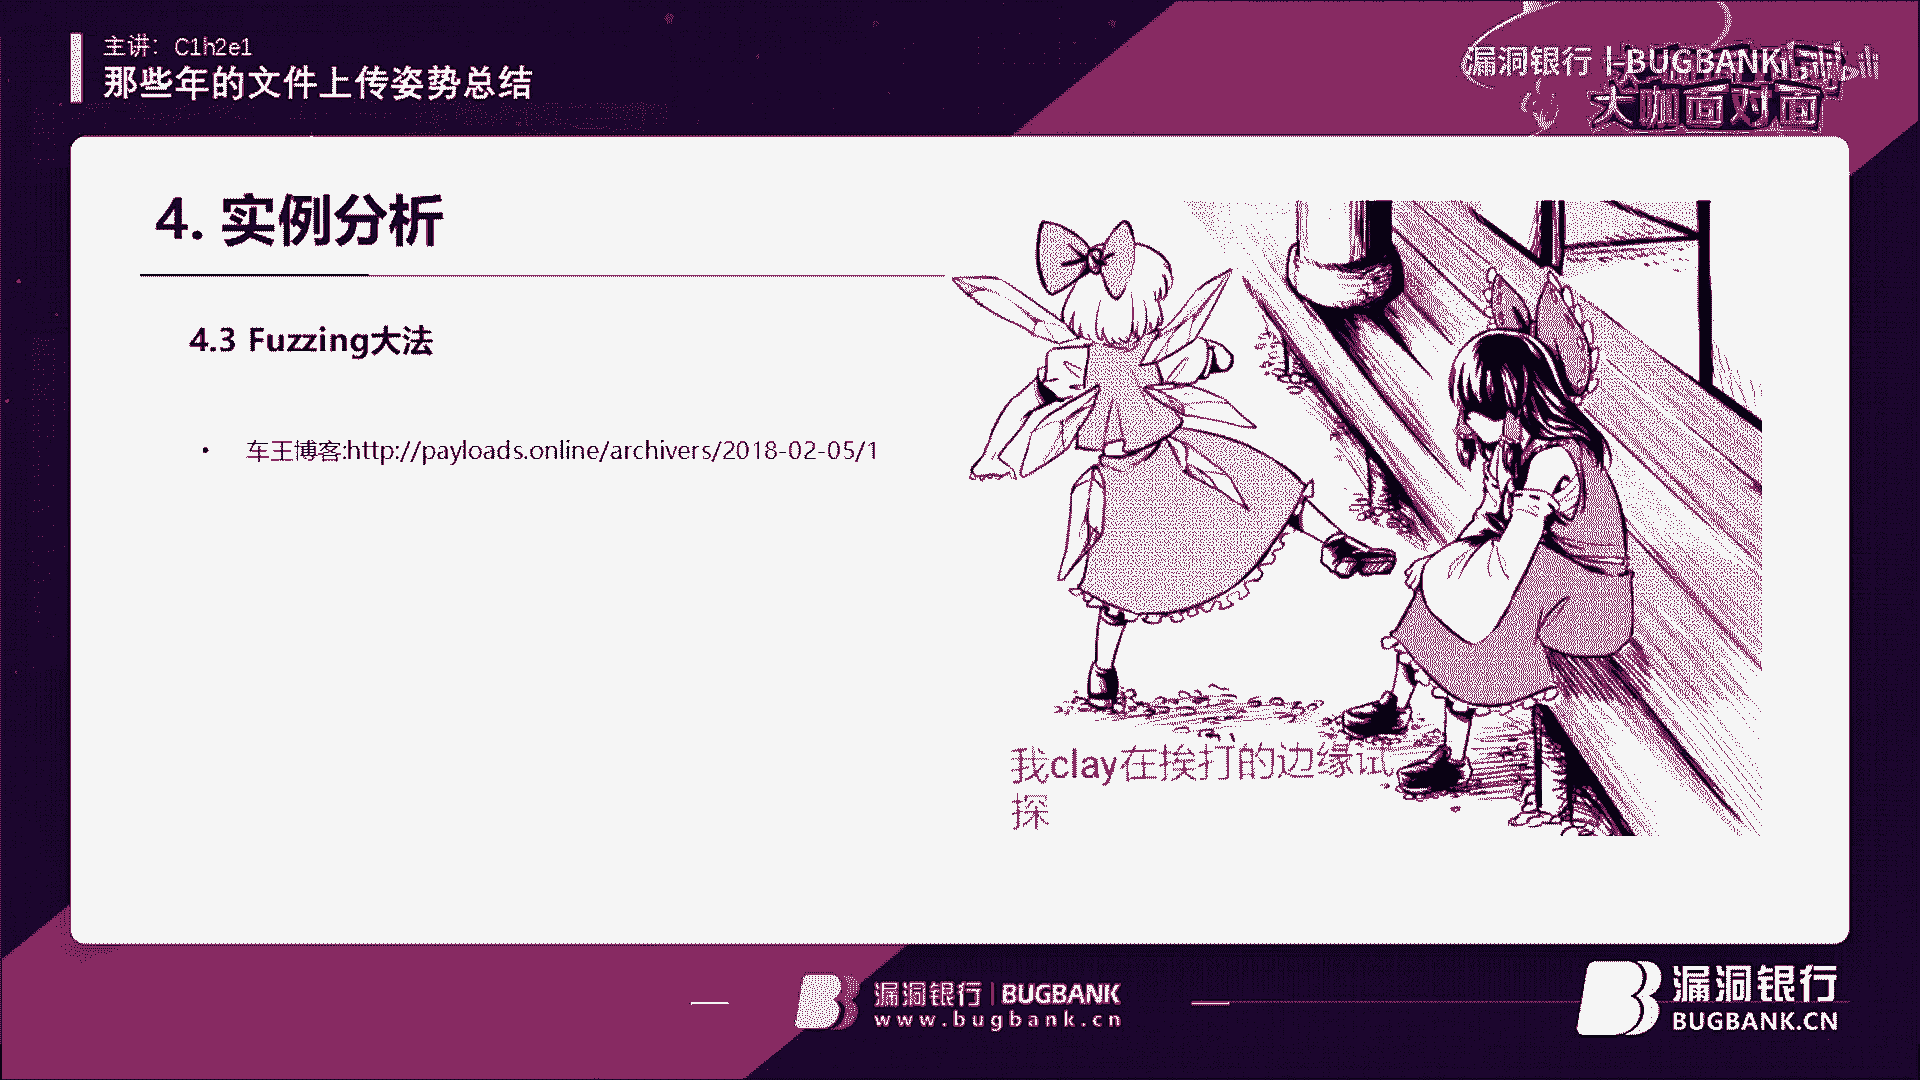 主讲：C1h2e1
那些年的文件上传姿势总结
漏洞银行 | BUGBANK
大咖面对面
4. 实例分析
4.3 Fuzzing大法
• 车王博客:http://payloads.online/archivers/2018-02-05/1
我clay在挨打的边缘试
探
漏洞银行 | BUGBANK
www.bugbank.cn
漏洞银行
BUGBANK.CN